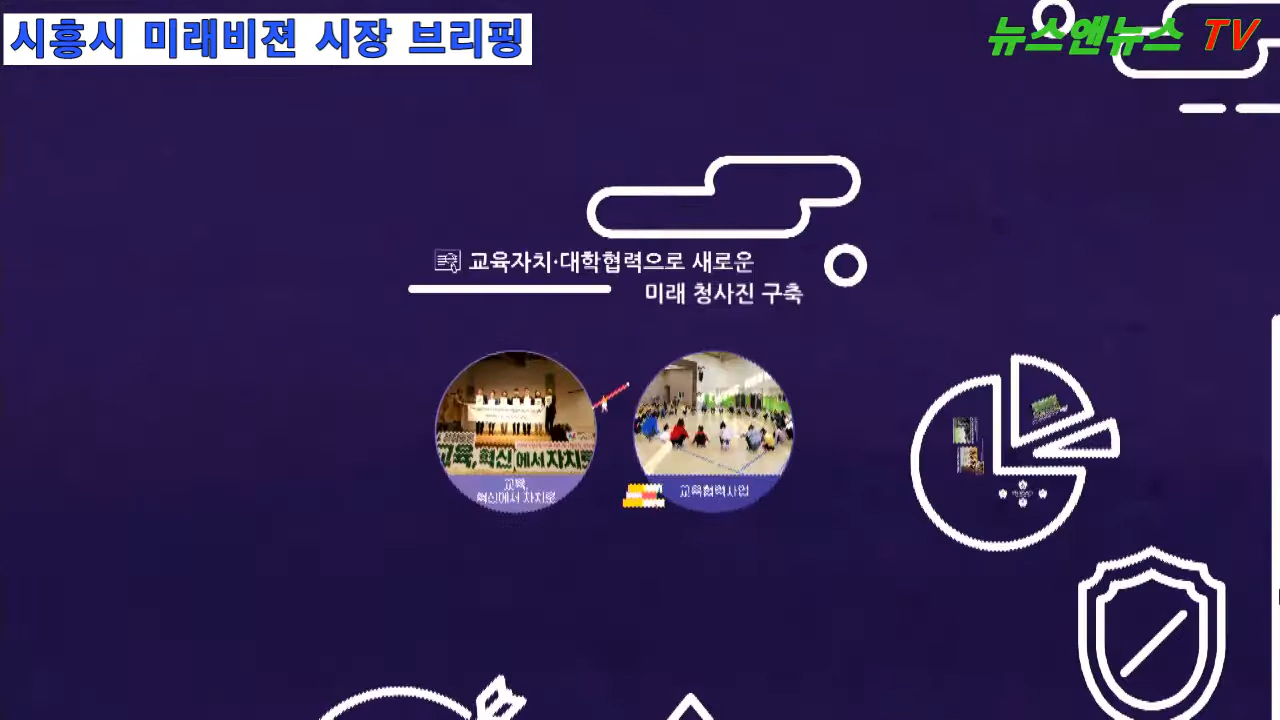 시흥시 미래비젼 시장 브리핑
뉴스앤뉴스 TV
교육자치·대학협력으로 새로운
미래 청사진 구축
교육, 혁신, 에서 자치로
교육,
혁신에서 자치로
교육협력사업